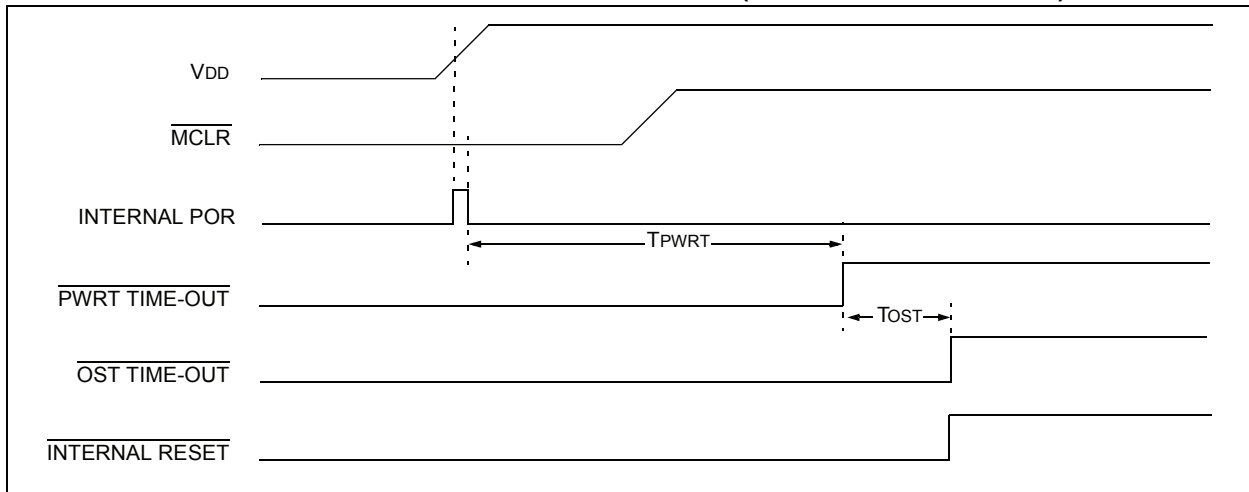 VDD
MCLR
INTERNAL POR
TPWRT
PWRT TIME-OUT
TOST
OST TIME-OUT
INTERNAL RESET